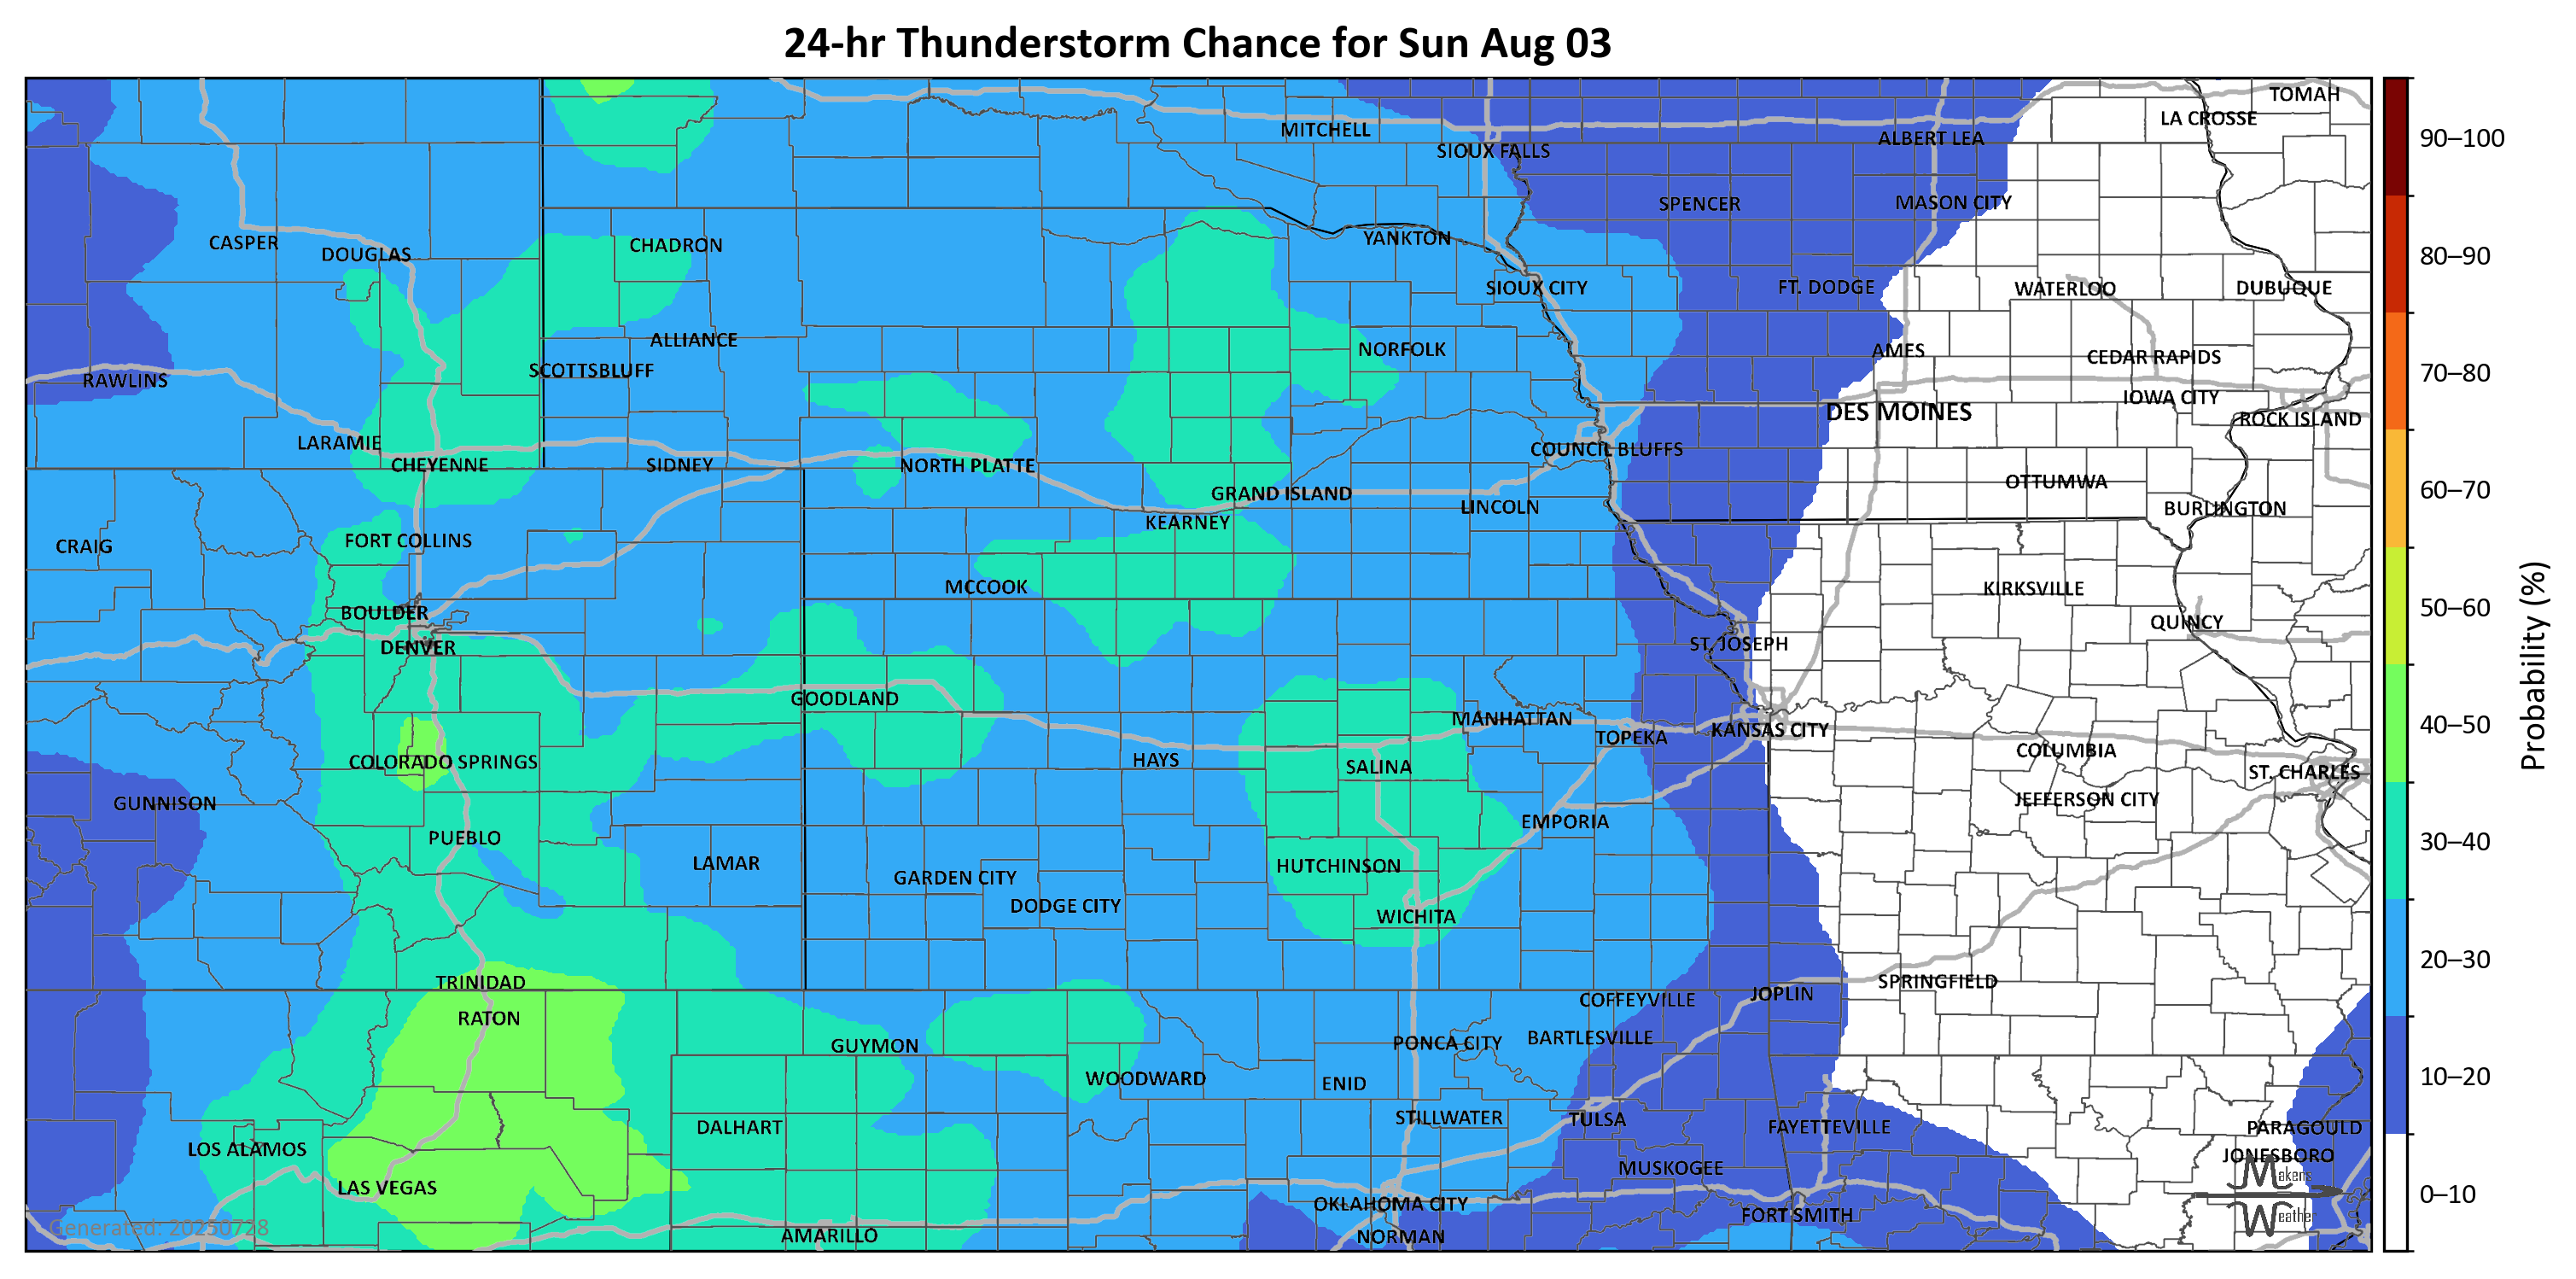 24-hr Thunderstorm Chance for Sun Aug 03
TOMAH
LA CROSSE
MITCHELL
ALBERT LEA
SIOUX FALLS
SPENCER
MASON CITY
CASPER
DOUGLAS
CHADRON
YANKTON
SIOUX CITY
FT. DODGE
WATERLOO
DUBUQUE
ALLIANCE
NORFOLK
AMES
CEDAR RAPIDS
RAWLINS
SCOTTSBLUFF
IOWA CITY
DES MOINES
ROCK ISLAND
LARAMIE
COUNCIL BLUFFS
CHEYENNE
SIDNEY
NORTH PLATTE
OTTUMWA
GRAND ISLAND
LINCOLN
BURLINGTON
KEARNEY
FORT COLLINS
CRAIG
MCCOOK
KIRKSVILLE
BOULDER
QUINCY
DENVER
ST. JOSEPH
GOODLAND
MANHATTAN
KANSAS CITY
TOPEKA
COLUMBIA
COLORADO SPRINGS
HAYS
SALINA
ST. CHARLES
GUNNISON
JEFFERSON CITY
EMPORIA
PUEBLO
LAMAR
HUTCHINSON
GARDEN CITY
DODGE CITY
WICHITA
TRINIDAD
SPRINGFIELD
JOPLIN
COFFEYVILLE
RATON
BARTLESVILLE
PONCA CITY
GUYMON
WOODWARD
ENID
STILLWATER
TULSA
DALHART
FAYETTEVILLE
PARAGOULD
LOS ALAMOS
JONESBORO
MUSKOGEE
LAS VEGAS
OKLAHOMA CITY
FORT SMITH
AMARILLO
NORMAN
Generated: 20250728
Makens
Weather
90–100
80–90
70–80
60–70
50–60
40–50
30–40
20–30
10–20
0–10
Probability (%)